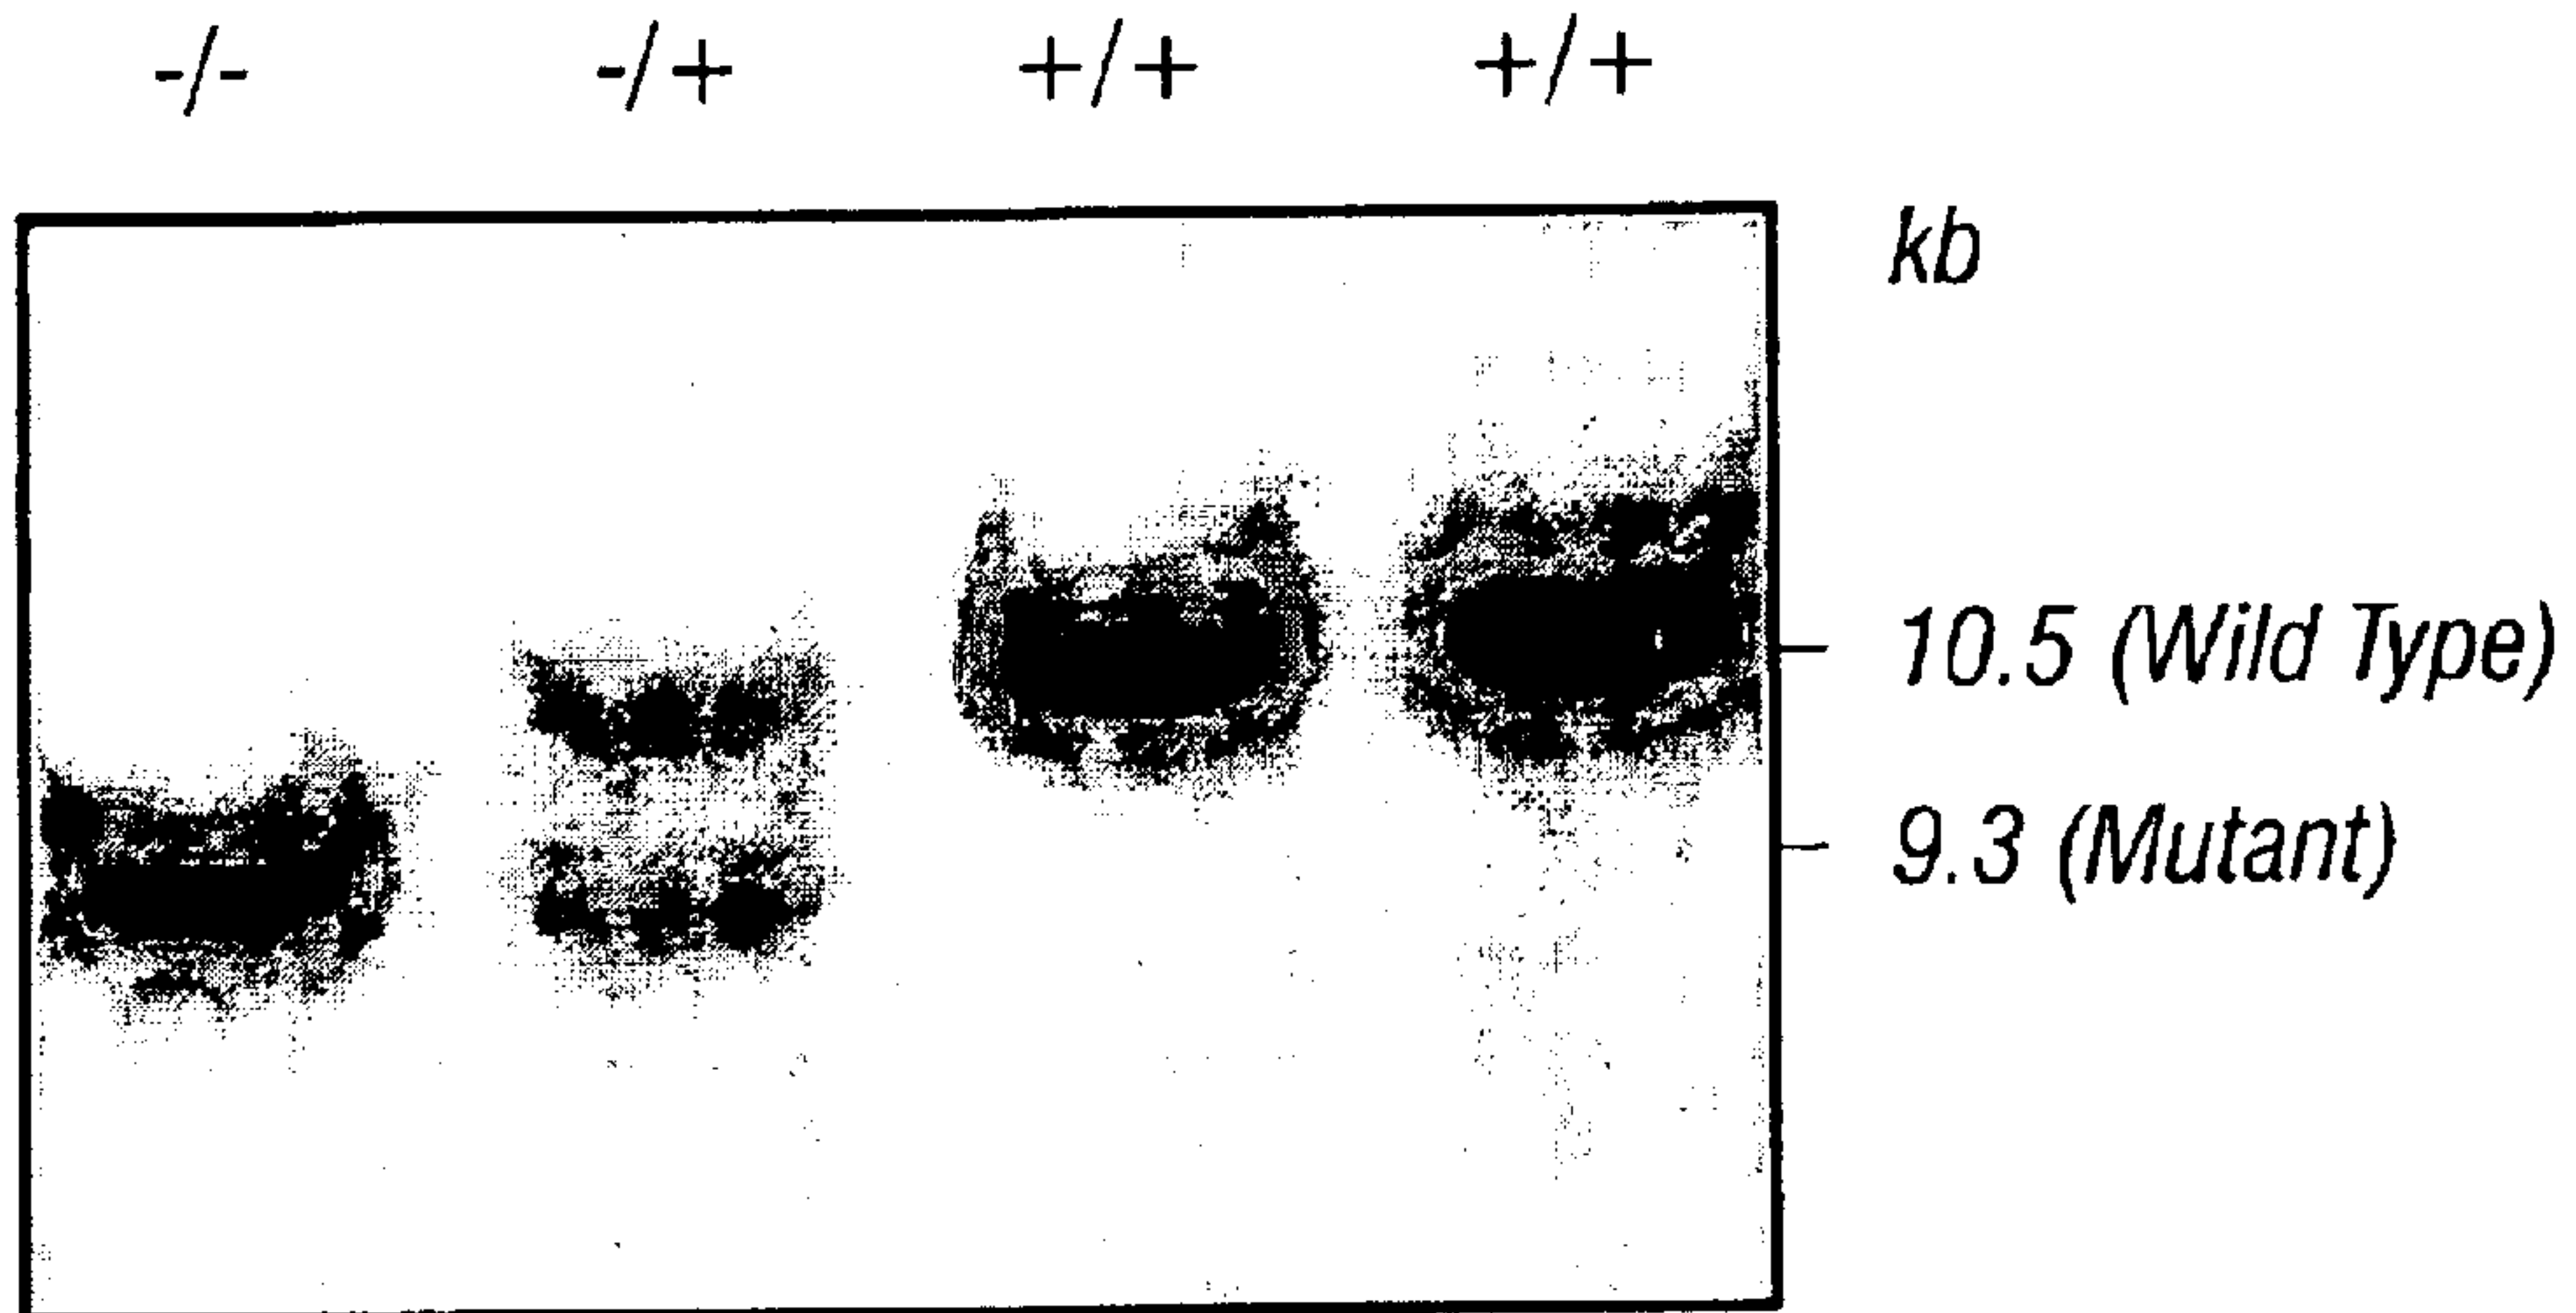 -/- -/+ +/+ +/+
kb
10.5 (Wild Type)
9.3 (Mutant)